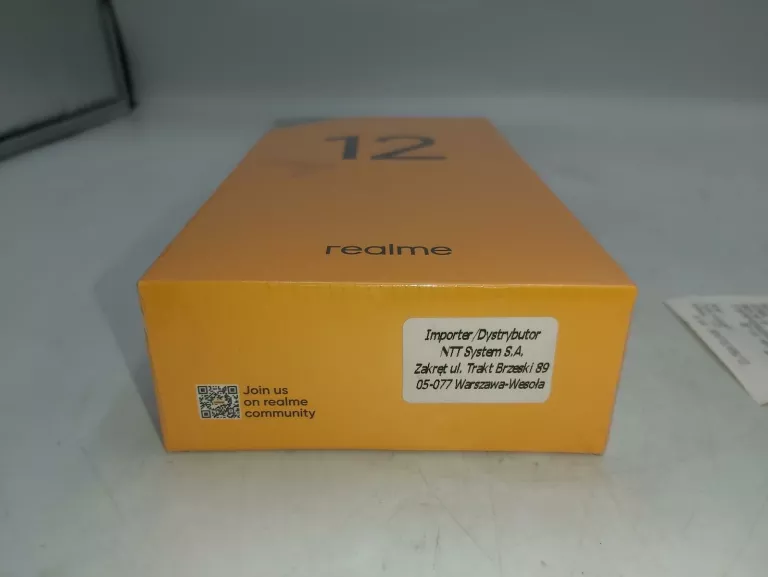 12
realme
Importer/Dystrybutor
NTT System S.A.
Zakręt ul. Trakt Brzeski 89
05-077 Warszawa-Wesoła
Join us
on realme
community